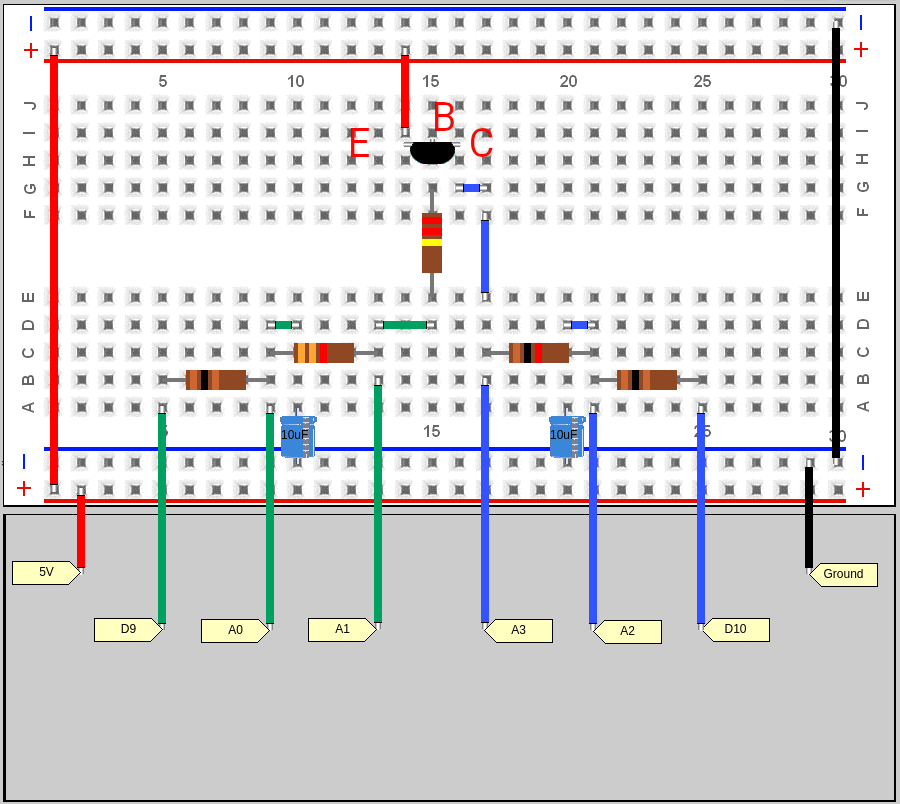 | |
+ +
5 10 15 20 25 30
J J
I I
B
H E C H
G G
F F
E E
D D
C C
B B
A A
5 10uF 15 10uF 25 30
| |
+ +
5V Ground
D9 A0 A1 A3 A2 D10